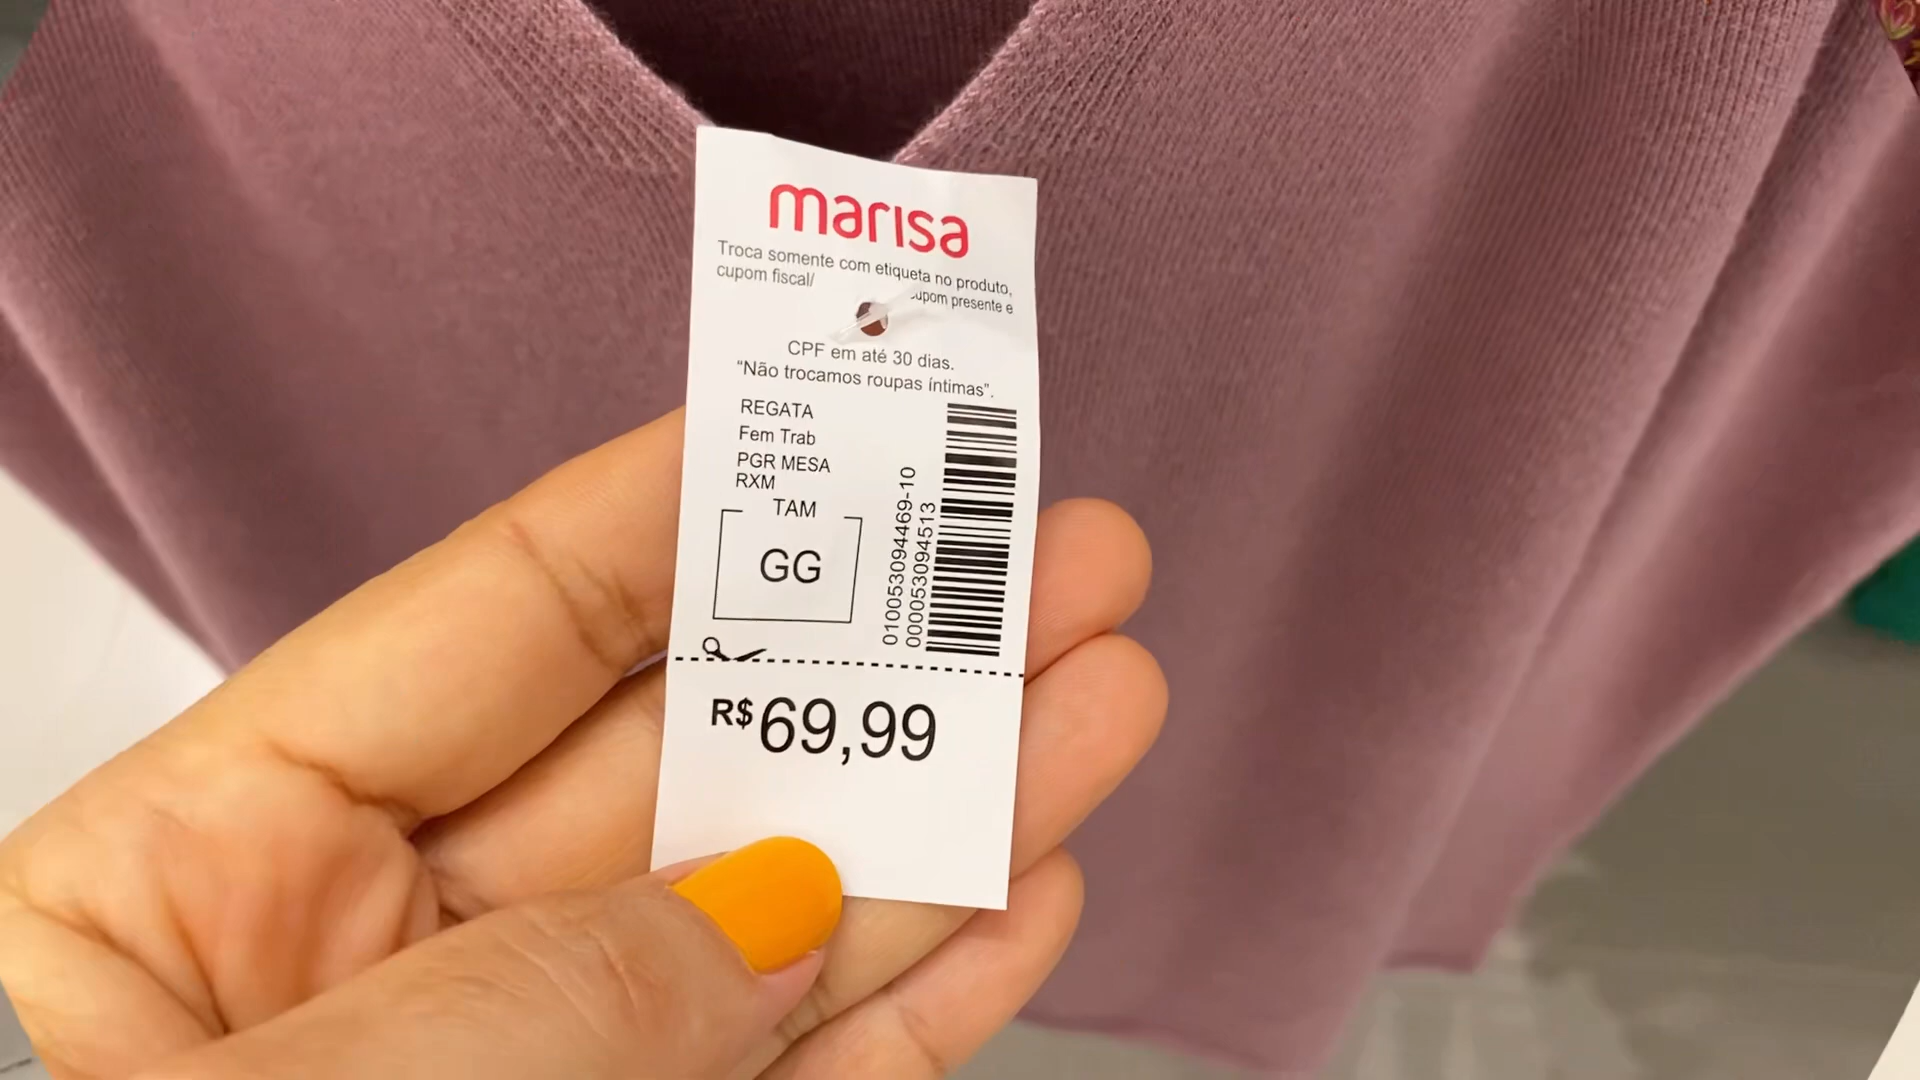 marisa
Troca somente com etiqueta no produto,
cupom fiscal/ cupom presente e
CPF em até 30 dias.
"Não trocamos roupas íntimas".
REGATA
Fem Trab
PGR MESA
RXM
TAM
GG
010053094469-10
000053094513
R$69,99